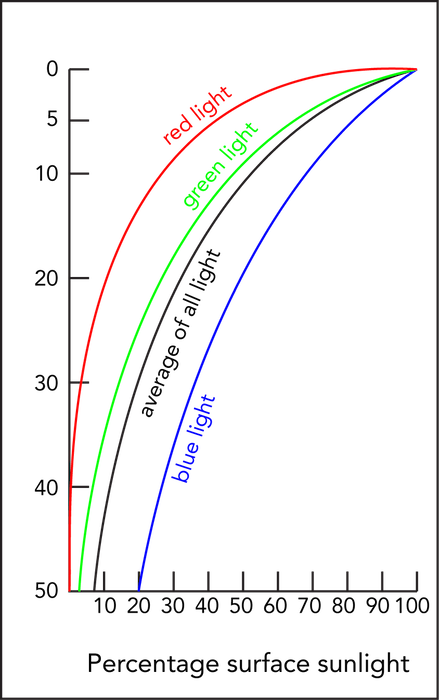 0
5
10
20
30
40
50
red light
green light
average of all light
blue light
10 20 30 40 50 60 70 80 90 100
Percentage surface sunlight